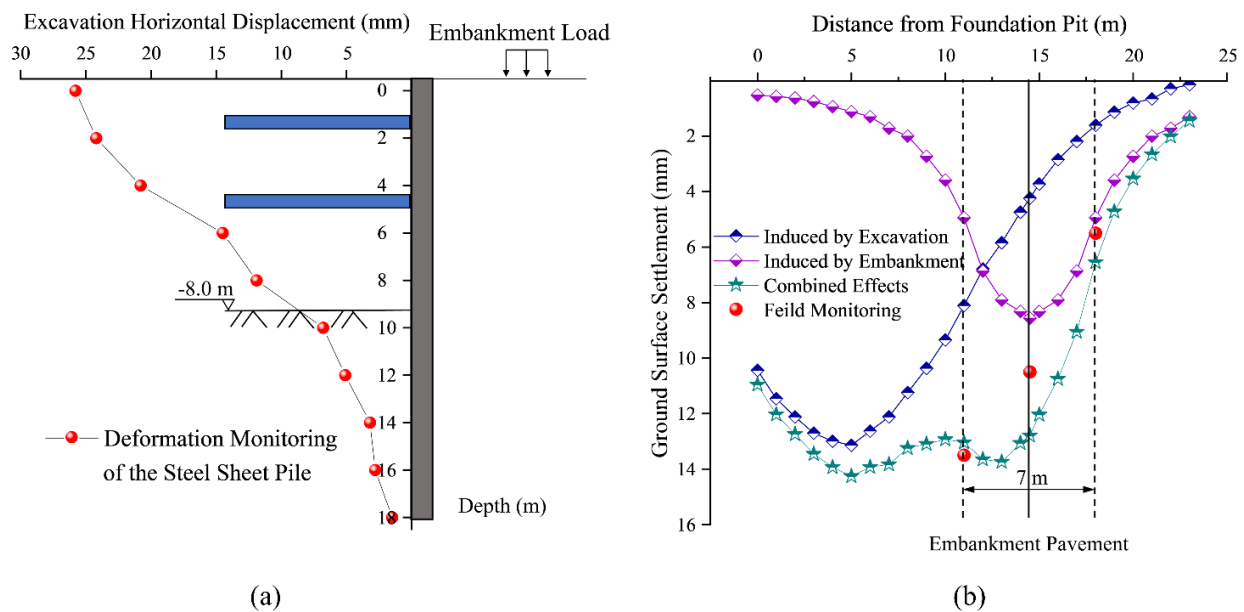 Excavation Horizontal Displacement (mm)
30 25 20 15 10 5
Embankment Load
0
2
4
6
8
10
12
14
16
18
-8.0 m
Deformation Monitoring
of the Steel Sheet Pile
Depth (m)
(a)
Distance from Foundation Pit (m)
0 5 10 15 20 25
Ground Surface Settlement (mm)
2
4
6
8
10
12
14
16
Induced by Excavation
Induced by Embankment
Combined Effects
Feild Monitoring
7 m
Embankment Pavement
(b)